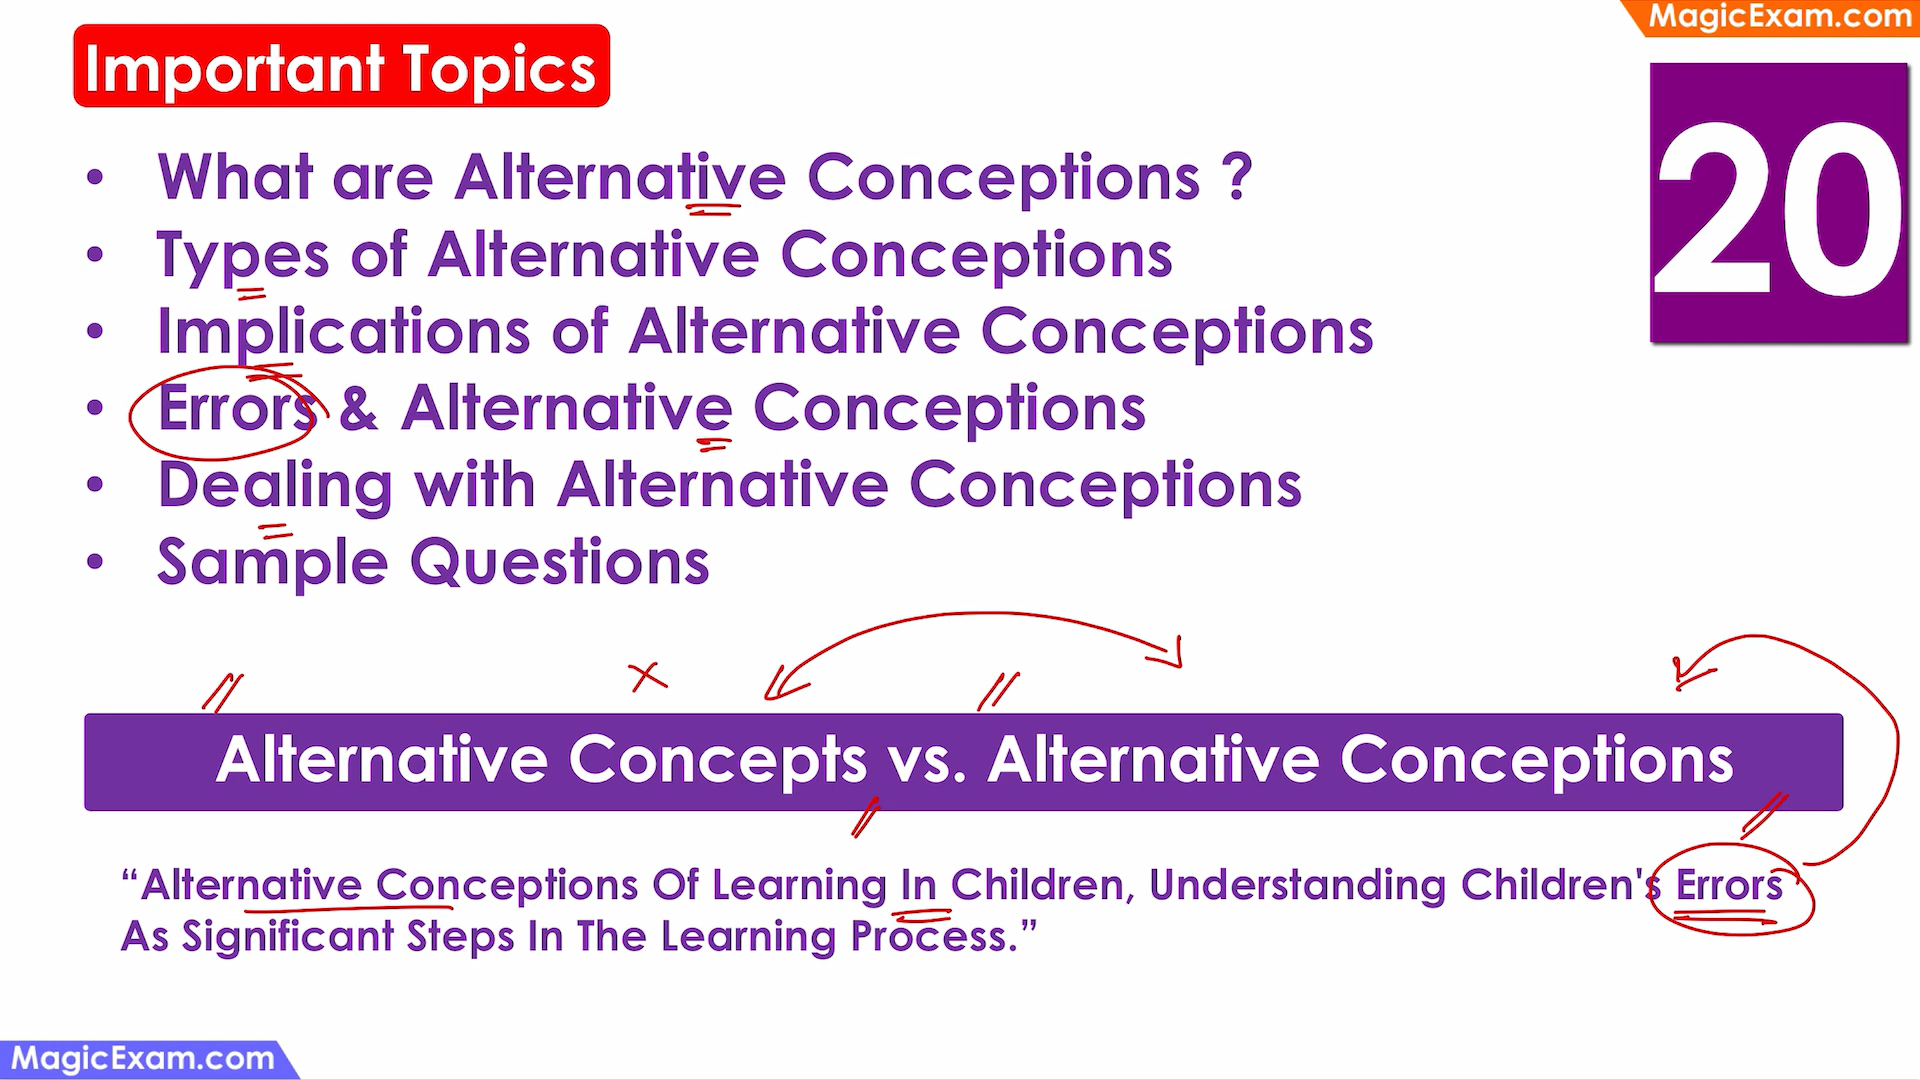 MagicExam.com
Important Topics
20
• What are Alternative Conceptions ?
• Types of Alternative Conceptions
• Implications of Alternative Conceptions
• Errors & Alternative Conceptions
• Dealing with Alternative Conceptions
• Sample Questions
Alternative Concepts vs. Alternative Conceptions
“Alternative Conceptions Of Learning In Children, Understanding Children's Errors
As Significant Steps In The Learning Process.”
MagicExam.com